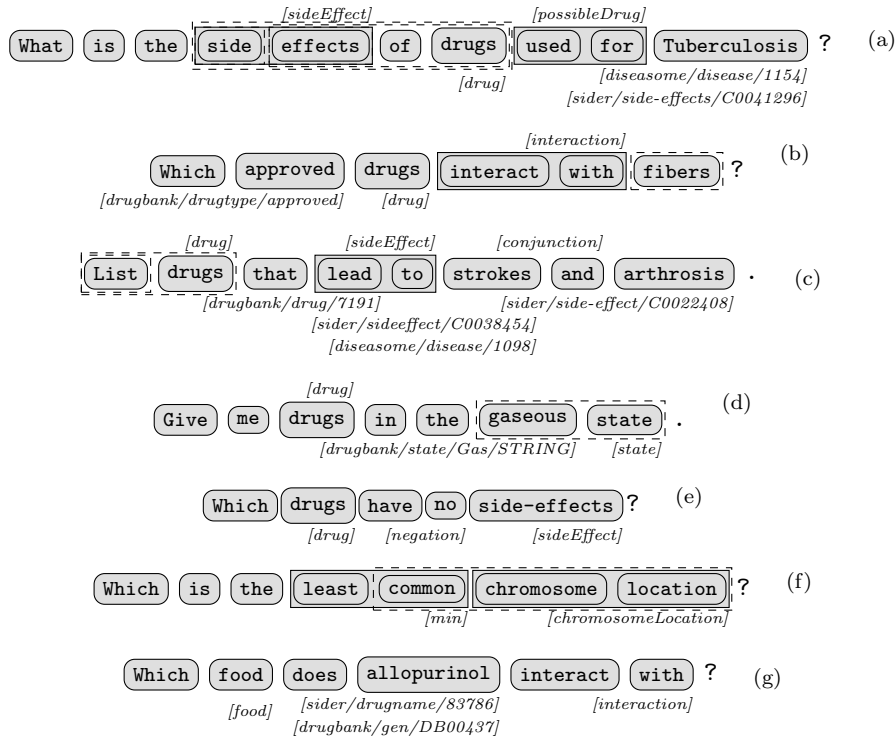 [sideEffect] [possibleDrug]
What is the side effects of drugs used for Tuberculosis ? (a)
[drug] [diseasome/disease/1154]
[sider/side-effects/C0041296]
[interaction]
Which approved drugs interact with fibers ? (b)
[drugbank/drugtype/approved] [drug]
[drug] [sideEffect] [conjunction]
List drugs that lead to strokes and arthrosis . (c)
[drugbank/drug/7191] [sider/side-effect/C0022408]
[sider/sideeffect/C0038454]
[diseasome/disease/1098]
[drug]
Give me drugs in the gaseous state . (d)
[drugbank/state/Gas/STRING] [state]
Which drugs have no side-effects ? (e)
[drug] [negation] [sideEffect]
Which is the least common chromosome location ? (f)
[min] [chromosomeLocation]
Which food does allopurinol interact with ? (g)
[food] [sider/drugname/83786] [interaction]
[drugbank/gen/DB00437]